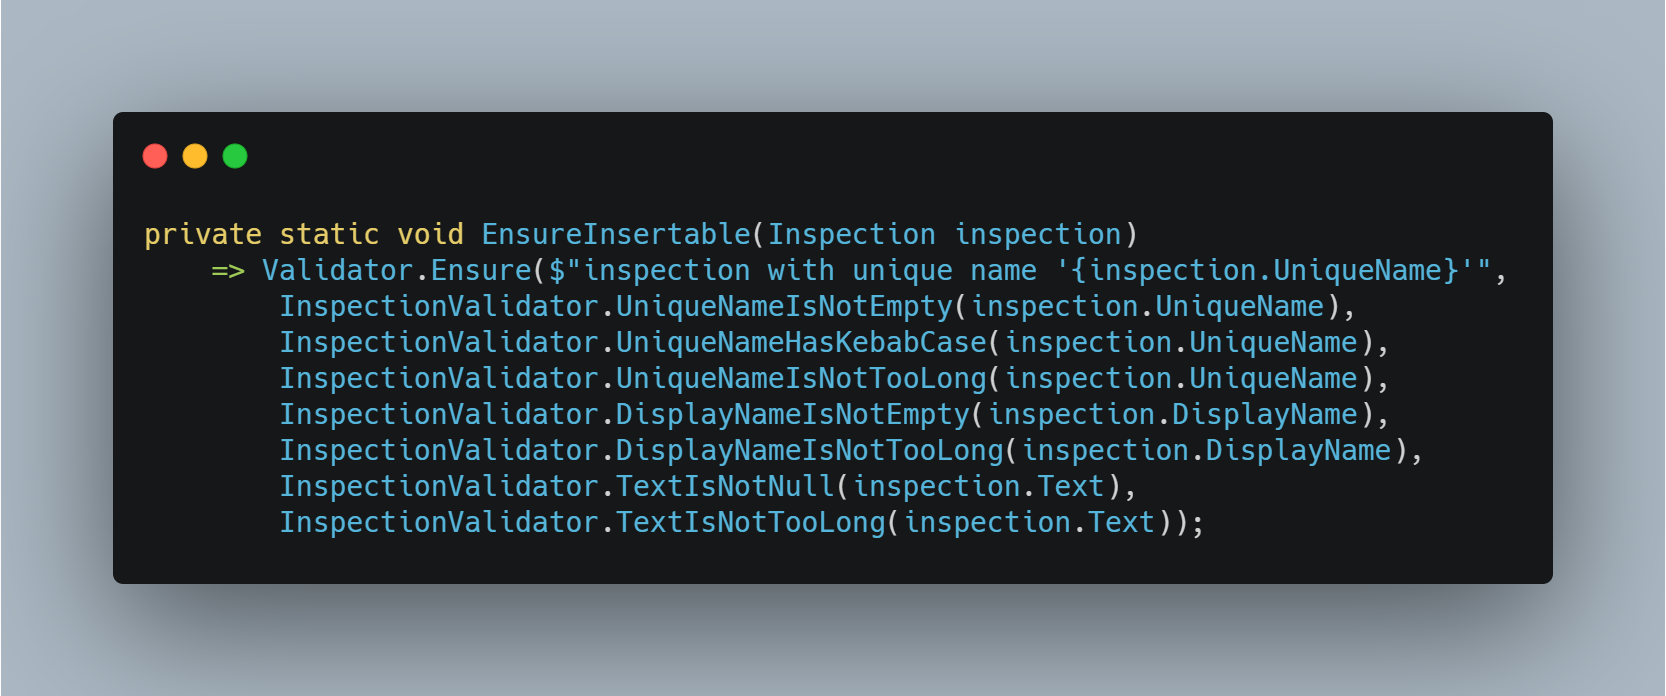 private static void EnsureInsertable(Inspection inspection)
    => Validator.Ensure($"inspection with unique name '{inspection.UniqueName}'",
        InspectionValidator.UniqueNameIsNotEmpty(inspection.UniqueName),
        InspectionValidator.UniqueNameHasKebabCase(inspection.UniqueName),
        InspectionValidator.UniqueNameIsNotTooLong(inspection.UniqueName),
        InspectionValidator.DisplayNameIsNotEmpty(inspection.DisplayName),
        InspectionValidator.DisplayNameIsNotTooLong(inspection.DisplayName),
        InspectionValidator.TextIsNotNull(inspection.Text),
        InspectionValidator.TextIsNotTooLong(inspection.Text));